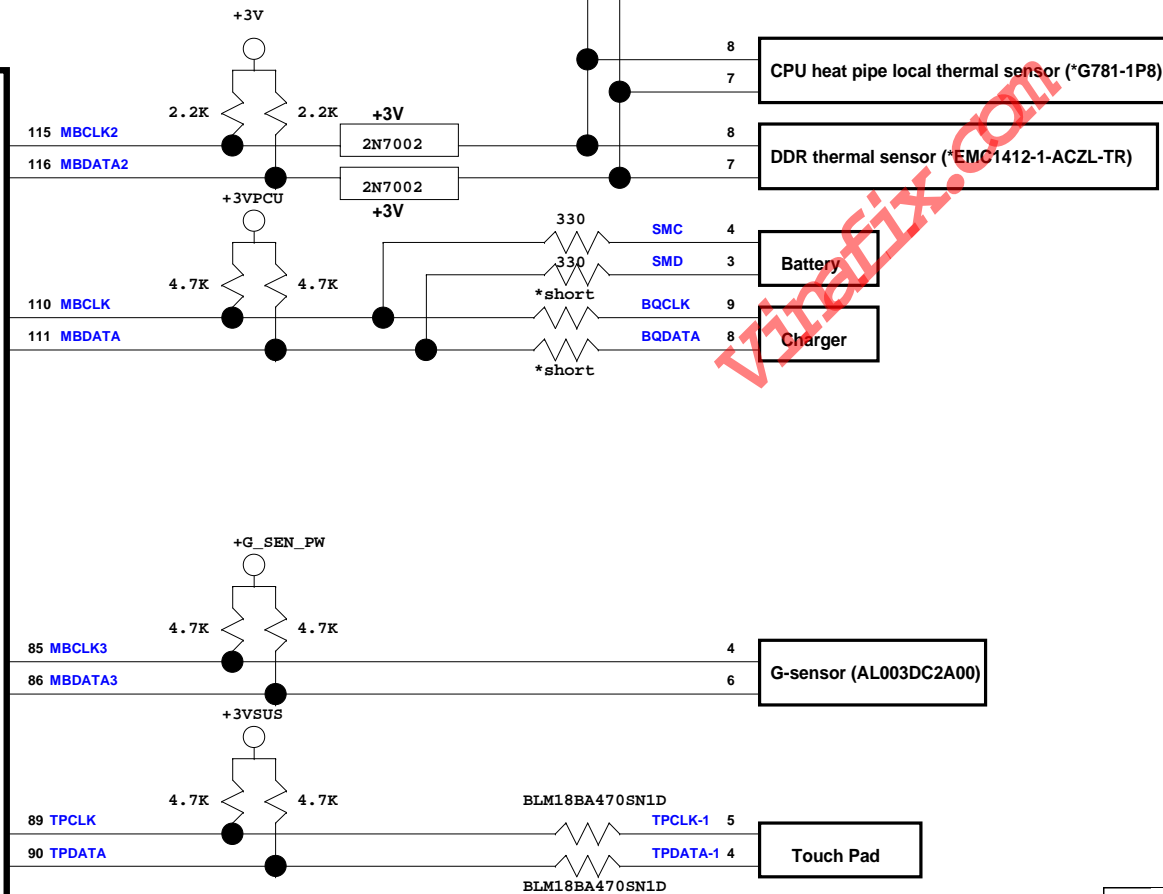 +3V
8
CPU heat pipe local thermal sensor (*G781-1P8)
7
2.2K
2.2K
+3V
115 MBCLK2
2N7002
8
DDR thermal sensor (*EMC1412-1-ACZL-TR)
116 MBDATA2
7
2N7002
+3VPCU
+3V
330
SMC 4
4.7K
4.7K
330
SMD 3
Battery
*short
110 MBCLK
BQCLK 9
111 MBDATA
BQDATA 8
Charger
*short
vinafix.com
+G_SEN_PW
4.7K
4.7K
85 MBCLK3
4
G-sensor (AL003DC2A00)
86 MBDATA3
6
+3VSUS
4.7K
4.7K
BLM18BA470SN1D
89 TPCLK
TPCLK-1 5
90 TPDATA
TPDATA-1 4
Touch Pad
BLM18BA470SN1D